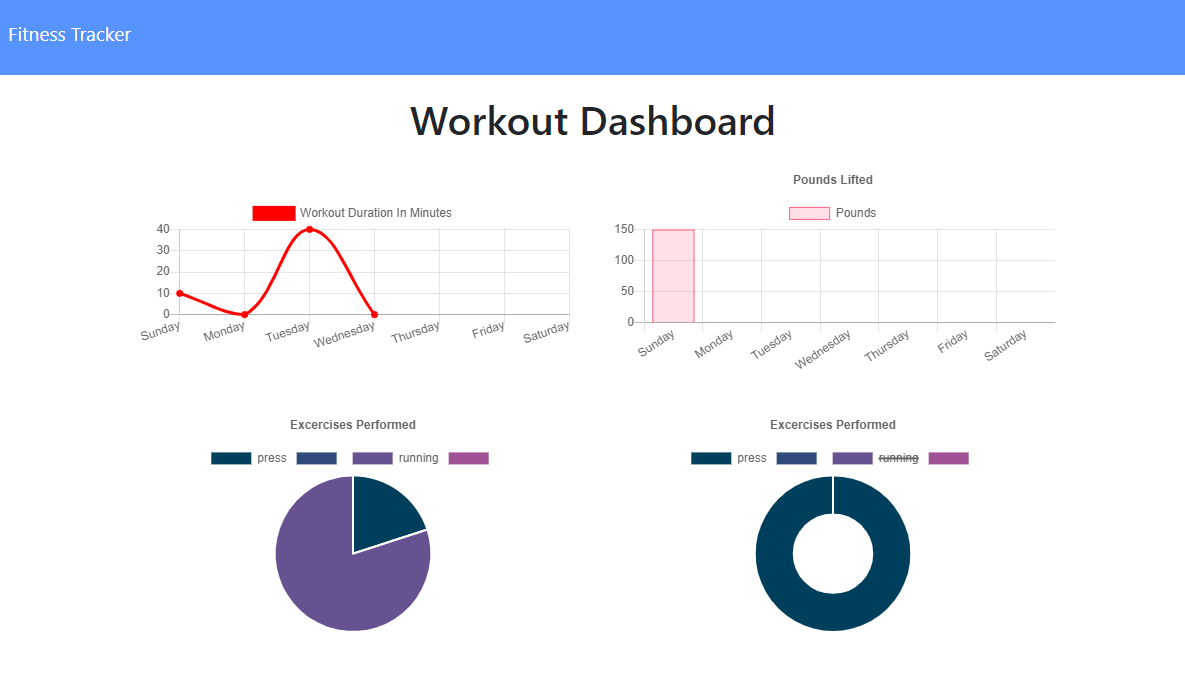 Fitness Tracker
Workout Dashboard
Workout Duration In Minutes
40
30
20
10
0
Sunday Monday Tuesday Wednesday Thursday Friday Saturday
Pounds Lifted
Pounds
150
100
50
0
Sunday Monday Tuesday Wednesday Thursday Friday Saturday
Excercises Performed
press running
Excercises Performed
press running